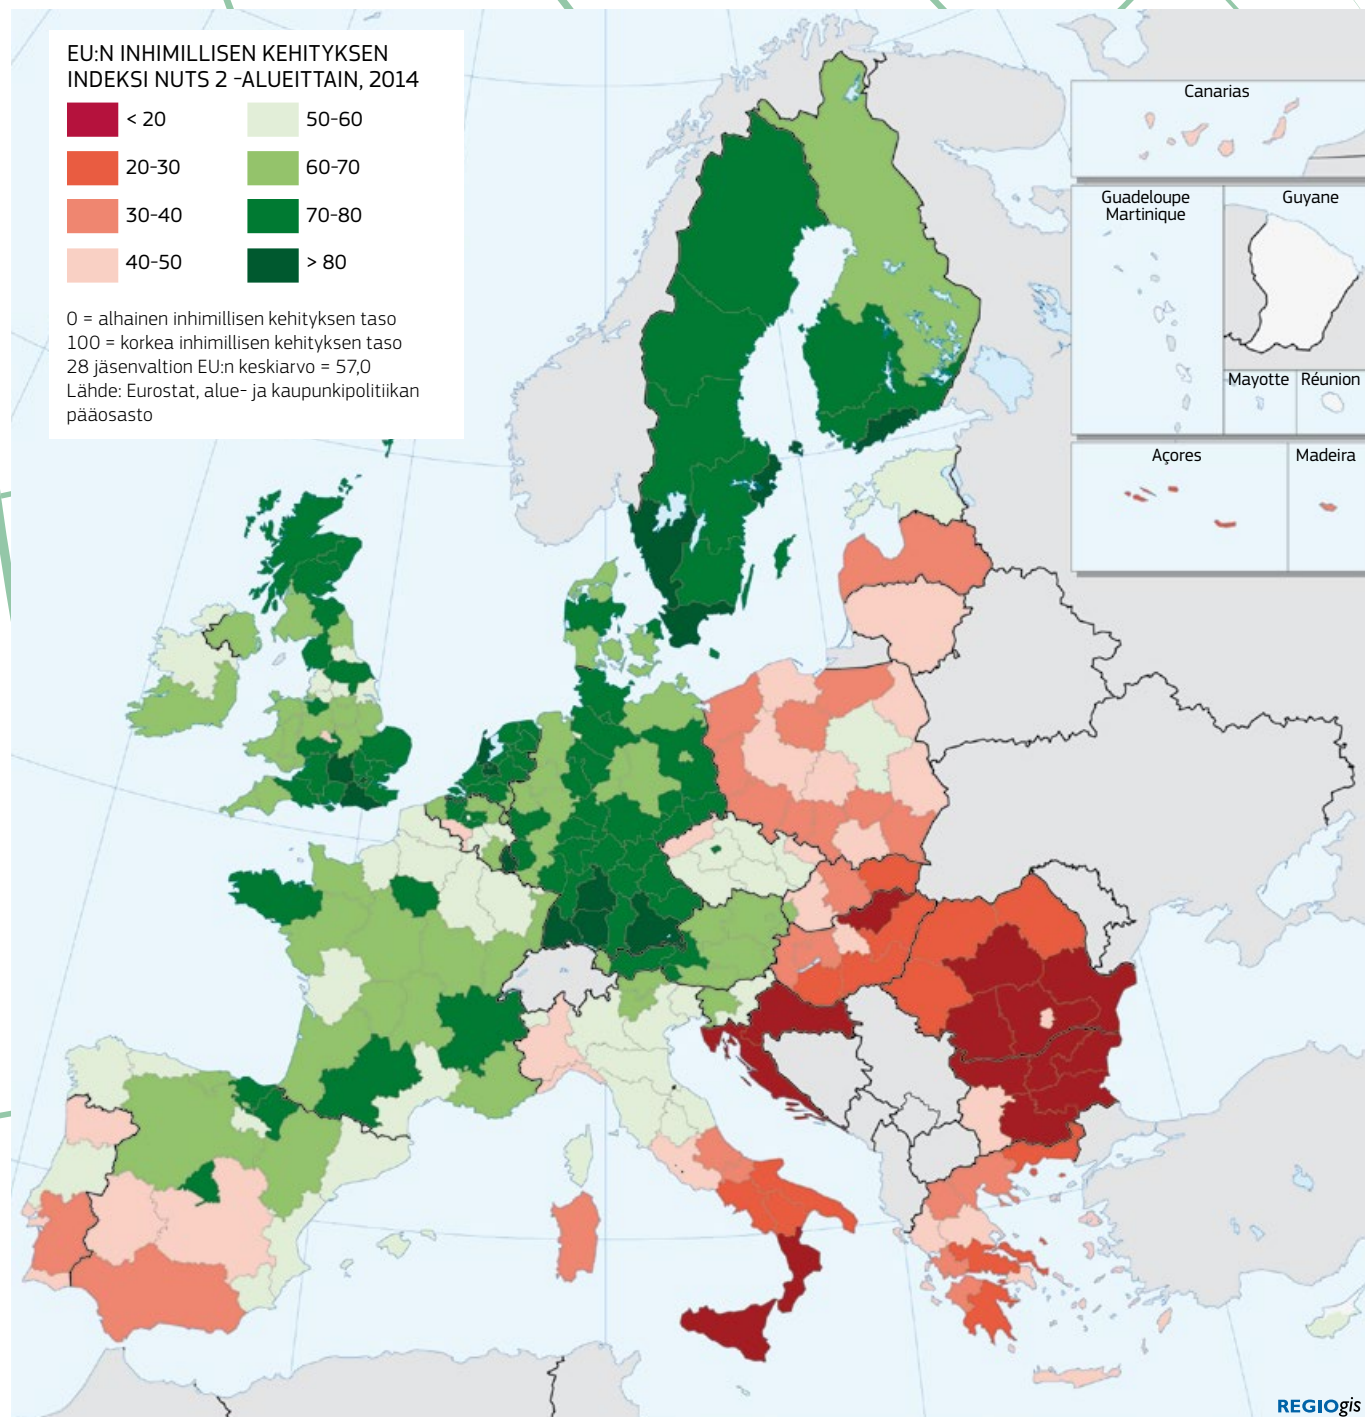 EU:N INHIMILLISEN KEHITYKSEN
INDEKSI NUTS 2 -ALUEITTAIN, 2014
< 20
20-30
30-40
40-50
50-60
60-70
70-80
> 80
0 = alhainen inhimillisen kehityksen taso
100 = korkea inhimillisen kehityksen taso
28 jäsenvaltion EU:n keskiarvo = 57,0
Lähde: Eurostat, alue- ja kaupunkipolitiikan
pääosasto
Canarias
Guadeloupe
Martinique
Guyane
Mayotte
Réunion
Açores
Madeira
REGIOgis